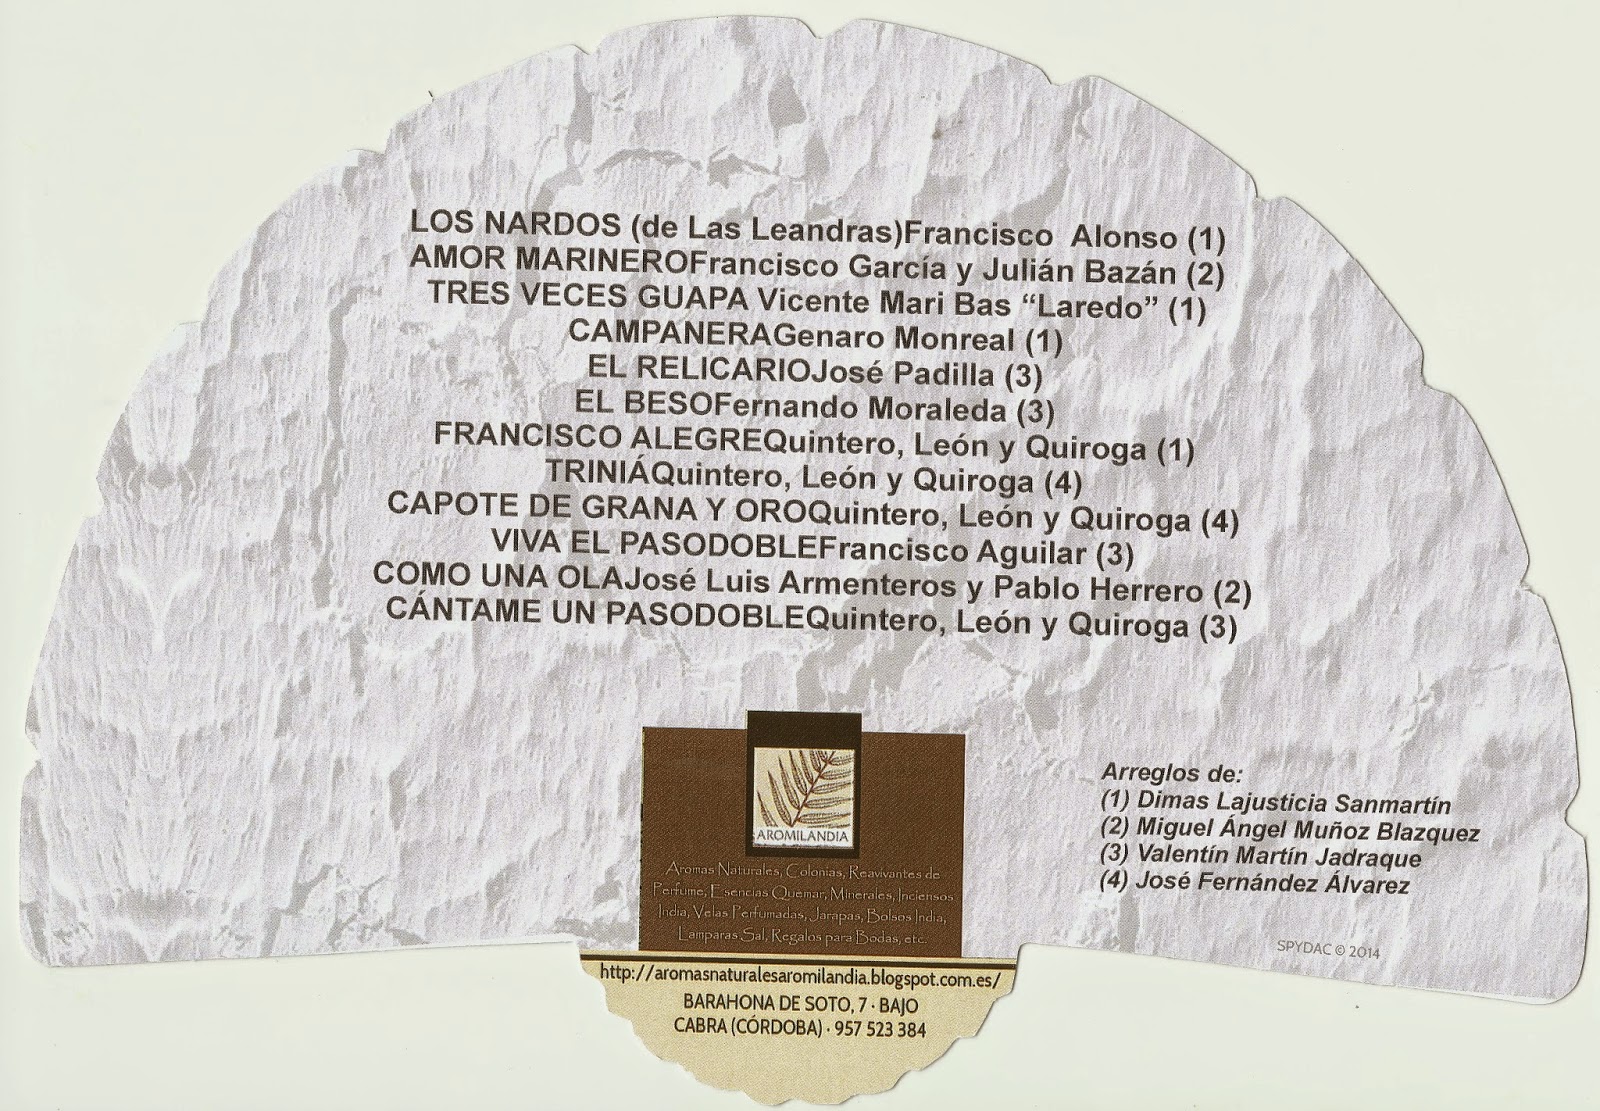 LOS NARDOS (de Las Leandras)Francisco Alonso (1)
AMOR MARINEROFrancisco García y Julián Bazán (2)
TRES VECES GUAPA Vicente Mari Bas “Laredo” (1)
CAMPANERAGenaro Monreal (1)
EL RELICARIOJosé Padilla (3)
EL BESOFernando Moraleda (3)
FRANCISCO ALEGREQuintero, León y Quiroga (1)
TRINIÁQuintero, León y Quiroga (4)
CAPOTE DE GRANA Y OROQuintero, León y Quiroga (4)
VIVA EL PASODOBLEFrancisco Aguilar (3)
COMO UNA OLAJosé Luis Armenteros y Pablo Herrero (2)
CÁNTAME UN PASODOBLEQuintero, León y Quiroga (3)
AROMILANDIA
Aromas Naturales, Colonias, Reavivantes de
Perfume, Esencias Quemar, Minerales, Inciensos
India, Velas Perfumadas, Jarapas, Bolsos India,
Lamparas Sal, Regalos para Bodas, etc.
http://aromasnaturalesaromilandia.blogspot.com.es/
BARAHONA DE SOTO, 7 · BAJO
CABRA (CÓRDOBA) · 957 523 384
Arreglos de:
(1) Dimas Lajusticia Sanmartín
(2) Miguel Ángel Muñoz Blazquez
(3) Valentín Martín Jadraque
(4) José Fernández Álvarez
SPYDAC © 2014